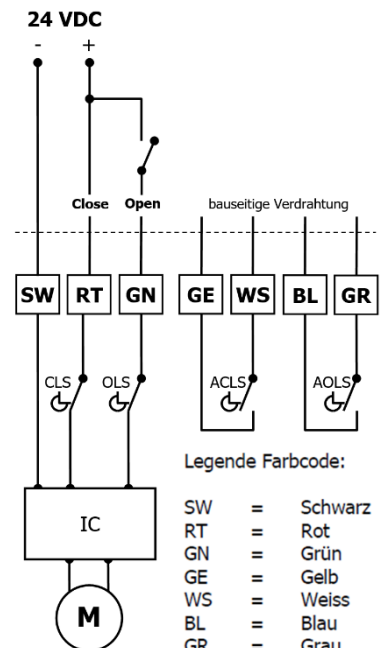 24 VDC
- +
Close Open bauseitige Verdrahtung
SW RT GN GE WS BL GR
CLS OLS ACLS AOLS
Legende Farbcode:
SW = Schwarz
RT = Rot
GN = Grün
GE = Gelb
WS = Weiss
BL = Blau
GR = Grau
IC
M